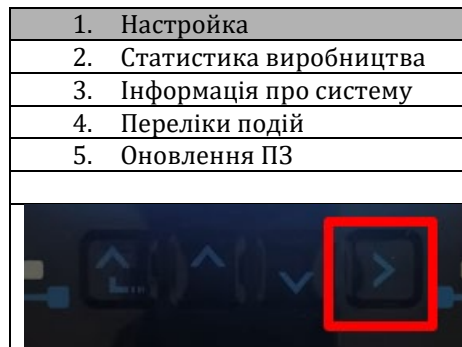 1. Настройка
2. Статистика виробництва
3. Інформація про систему
4. Переліки подій
5. Оновлення ПЗ